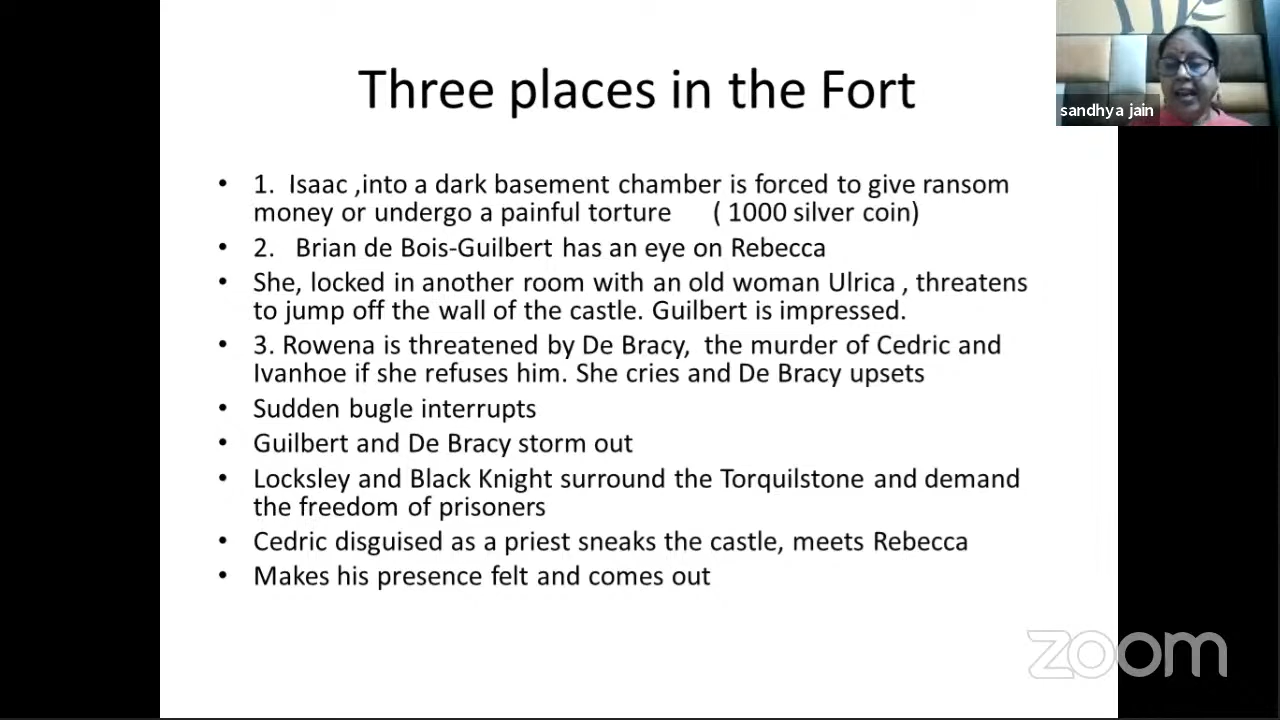 Three places in the Fort
sandhya jain
• 1. Isaac ,into a dark basement chamber is forced to give ransom
money or undergo a painful torture ( 1000 silver coin)
• 2. Brian de Bois-Guilbert has an eye on Rebecca
• She, locked in another room with an old woman Ulrica , threatens
to jump off the wall of the castle. Guilbert is impressed.
• 3. Rowena is threatened by De Bracy, the murder of Cedric and
Ivanhoe if she refuses him. She cries and De Bracy upsets
• Sudden bugle interrupts
• Guilbert and De Bracy storm out
• Locksley and Black Knight surround the Torquilstone and demand
the freedom of prisoners
• Cedric disguised as a priest sneaks the castle, meets Rebecca
• Makes his presence felt and comes out
zoom